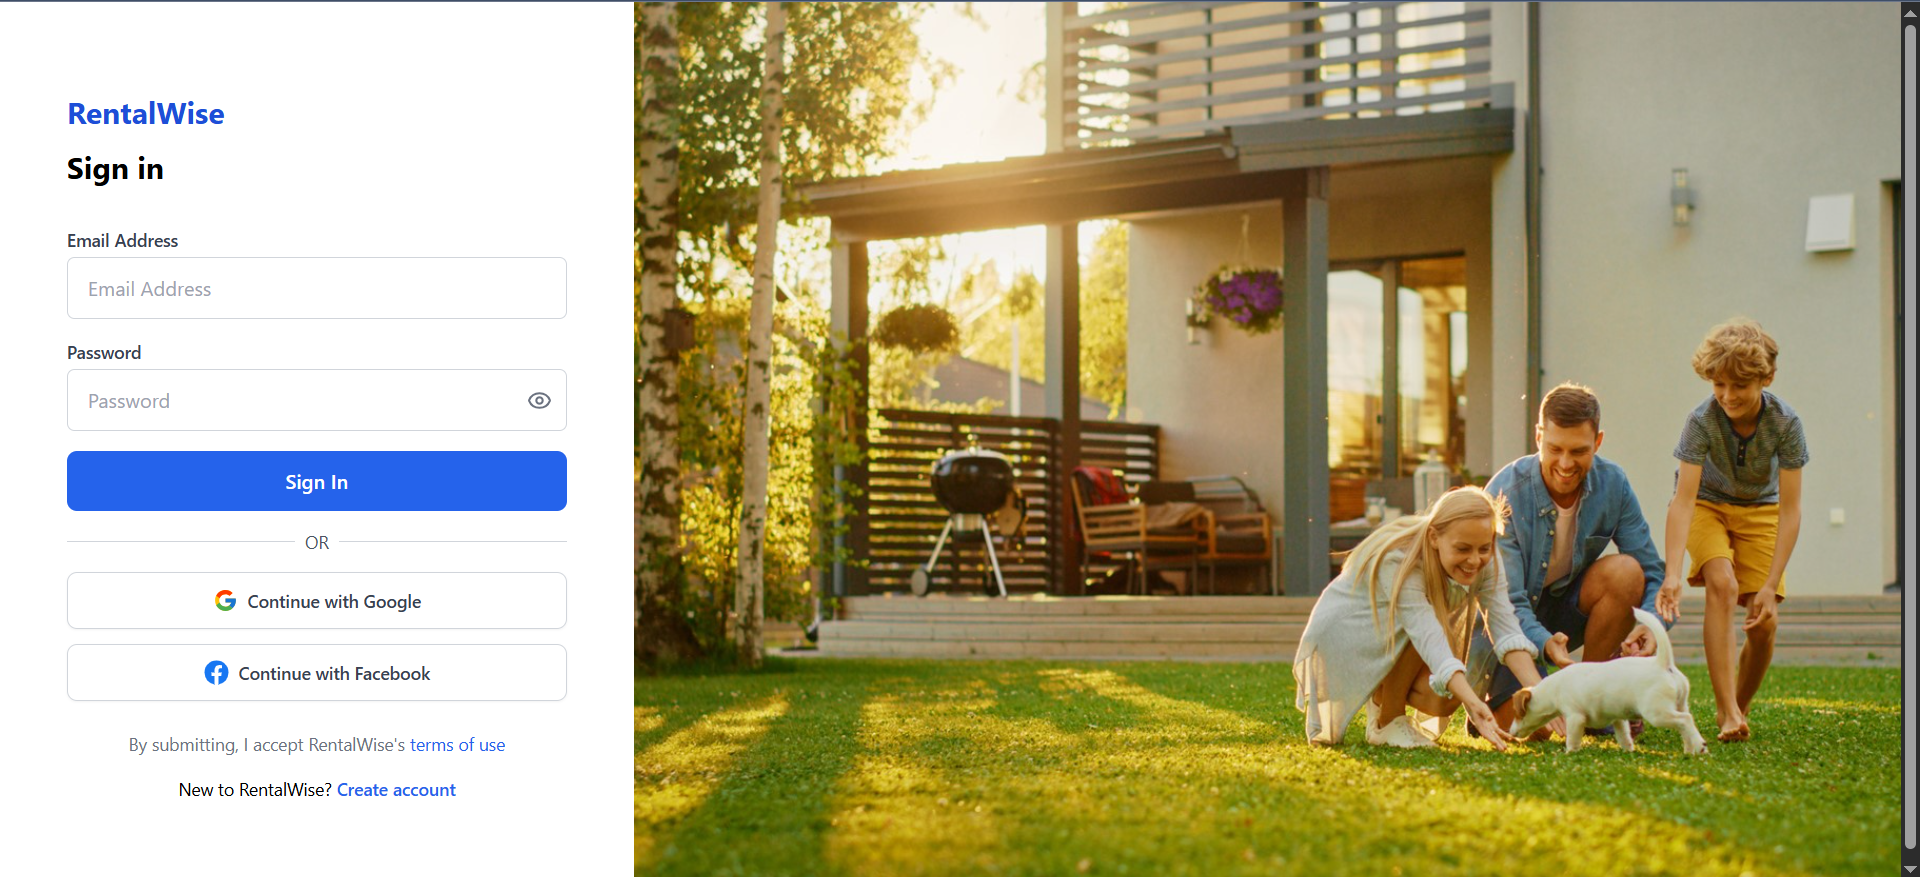 RentalWise
Sign in
Email Address
Email Address
Password
Password
Sign In
OR
Continue with Google
Continue with Facebook
By submitting, I accept RentalWise's terms of use
New to RentalWise? Create account